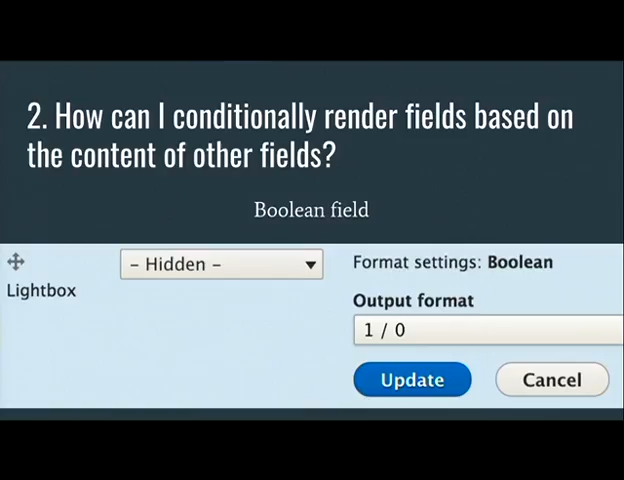 2. How can I conditionally render fields based on
the content of other fields?
Boolean field
- Hidden -
Format settings: Boolean
Lightbox
Output format
1 / 0
Update
Cancel